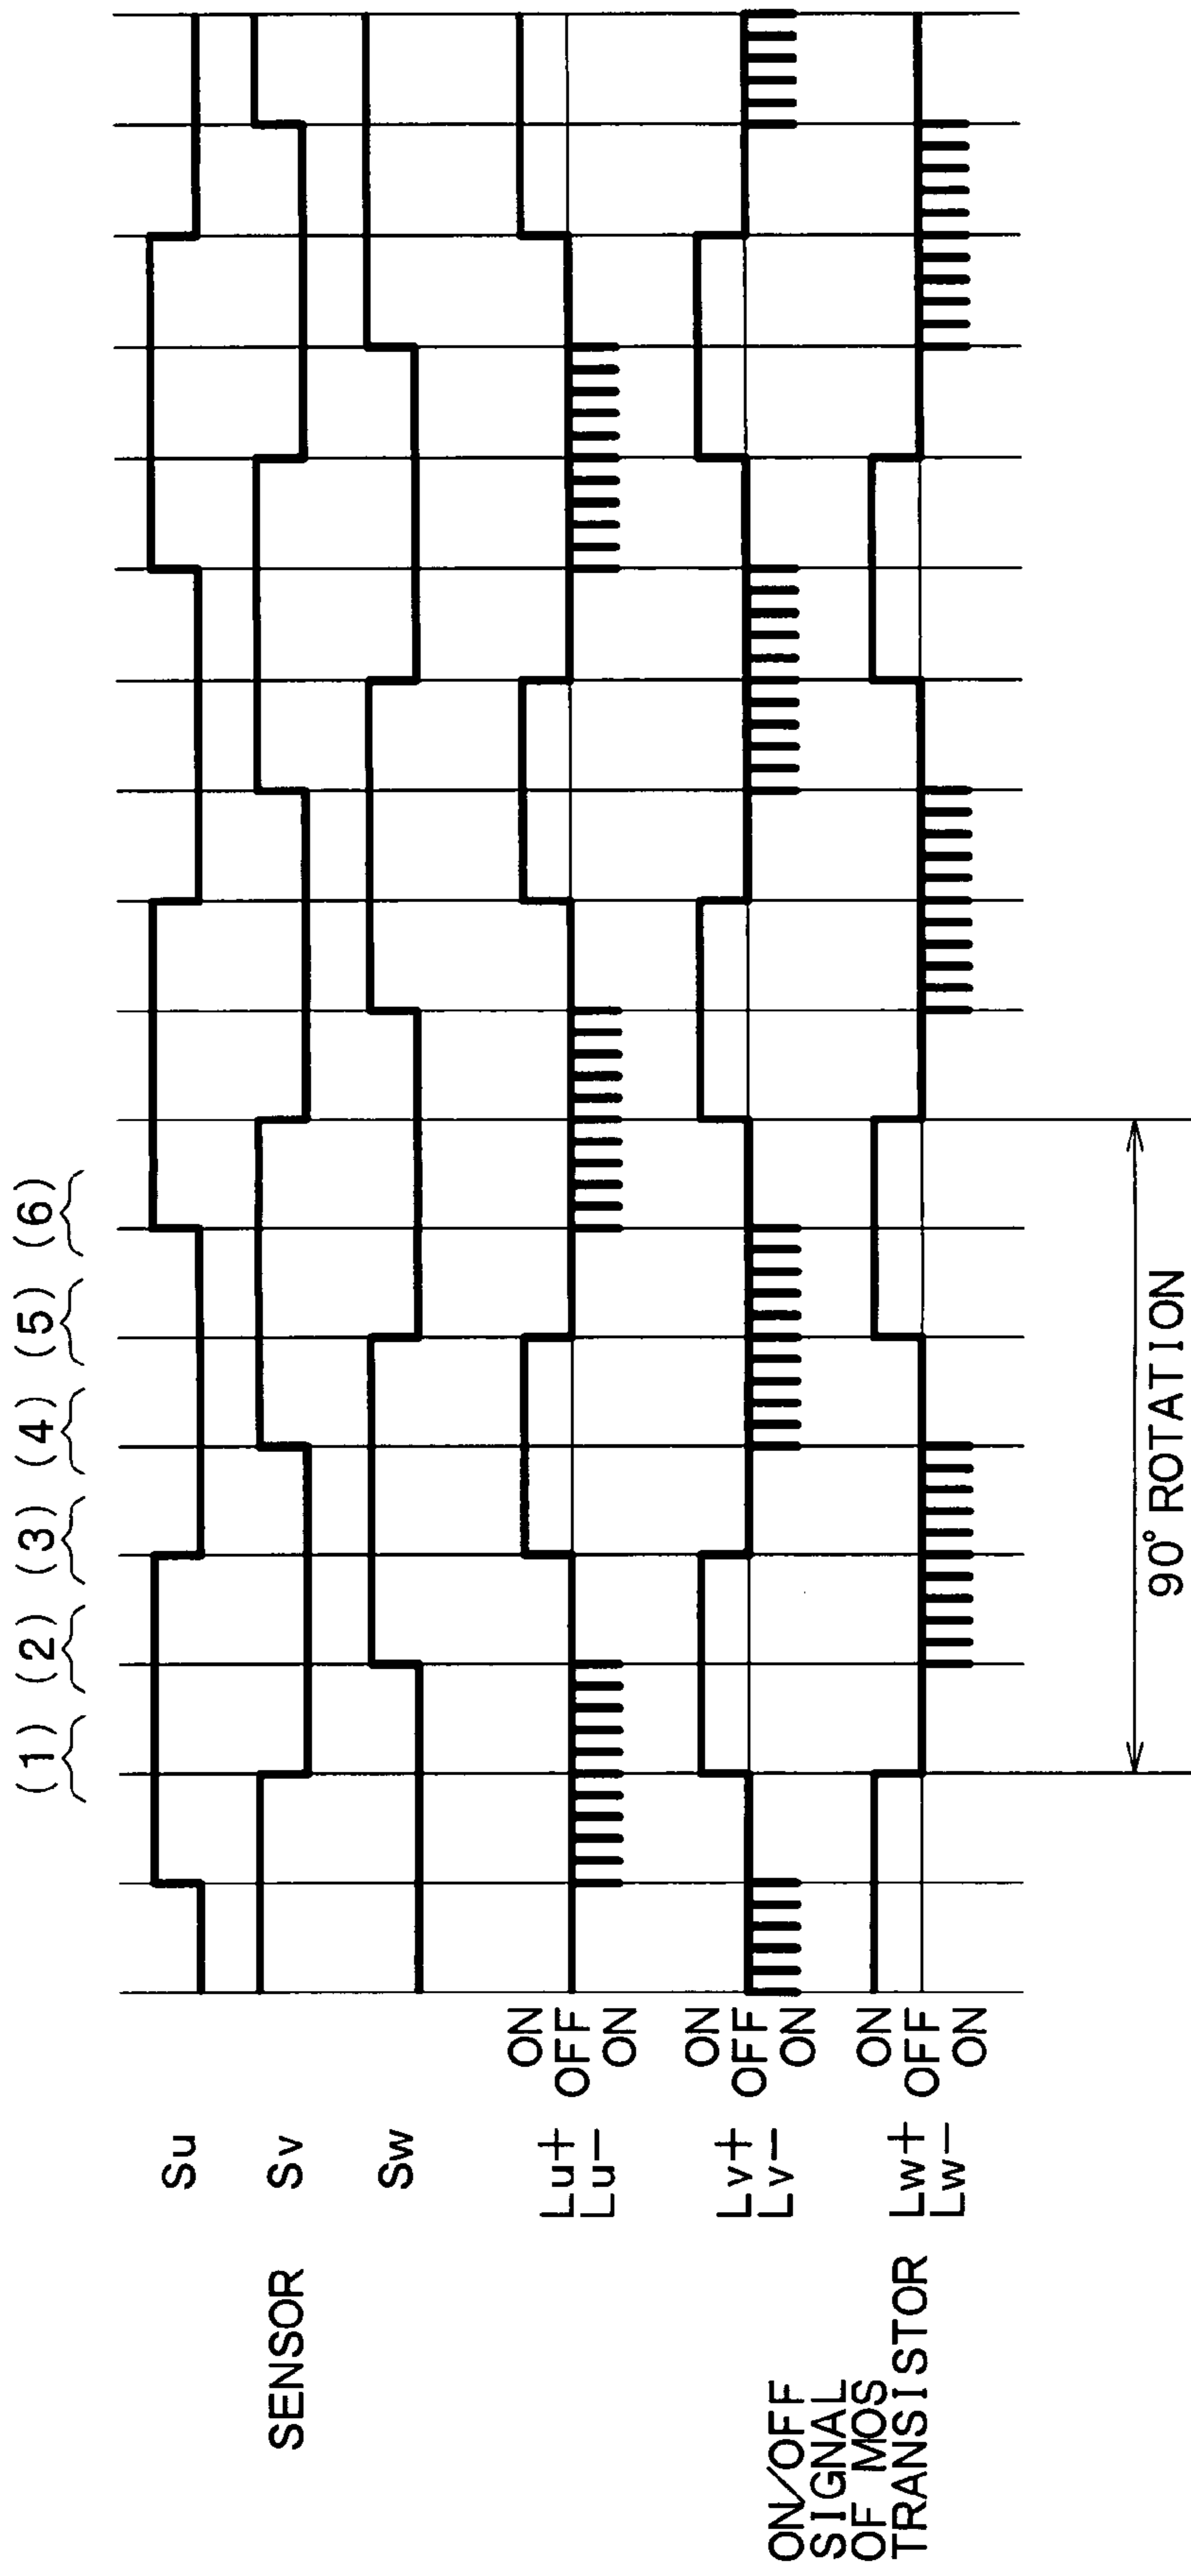 (1) (2) (3) (4) (5) (6)
SENSOR
Su
Sv
Sw
ON/OFF
SIGNAL
OF MOS
TRANSISTOR
Lu+
Lu−
ON
OFF
ON
Lv+
Lv−
ON
OFF
ON
Lw+
Lw−
ON
OFF
ON
90° ROTATION